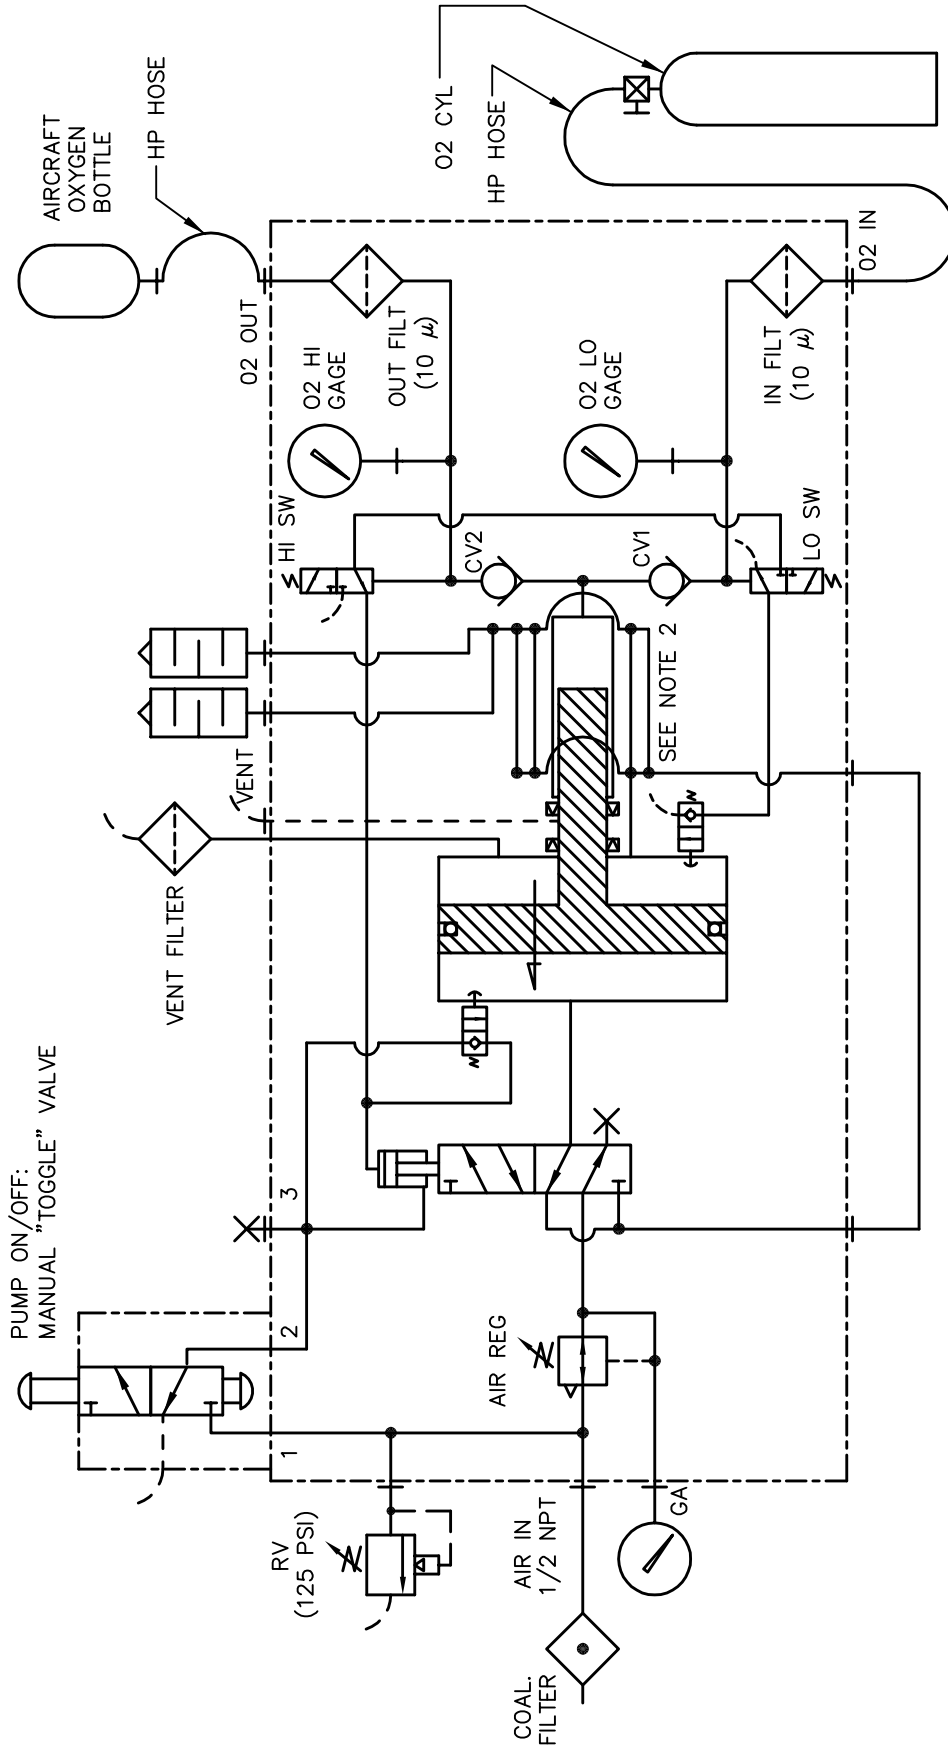 AIRCRAFT
OXYGEN
BOTTLE
HP HOSE
O2 CYL
HP HOSE
O2 OUT
O2 IN
O2 HI
GAGE
OUT FILT
(10 µ)
O2 LO
GAGE
IN FILT
(10 µ)
HI SW
CV2
CV1
LO SW
VENT
SEE NOTE 2
VENT FILTER
PUMP ON/OFF:
MANUAL "TOGGLE" VALVE
3
2
1
AIR REG
RV
(125 PSI)
AIR IN
1/2 NPT
GA
COAL.
FILTER